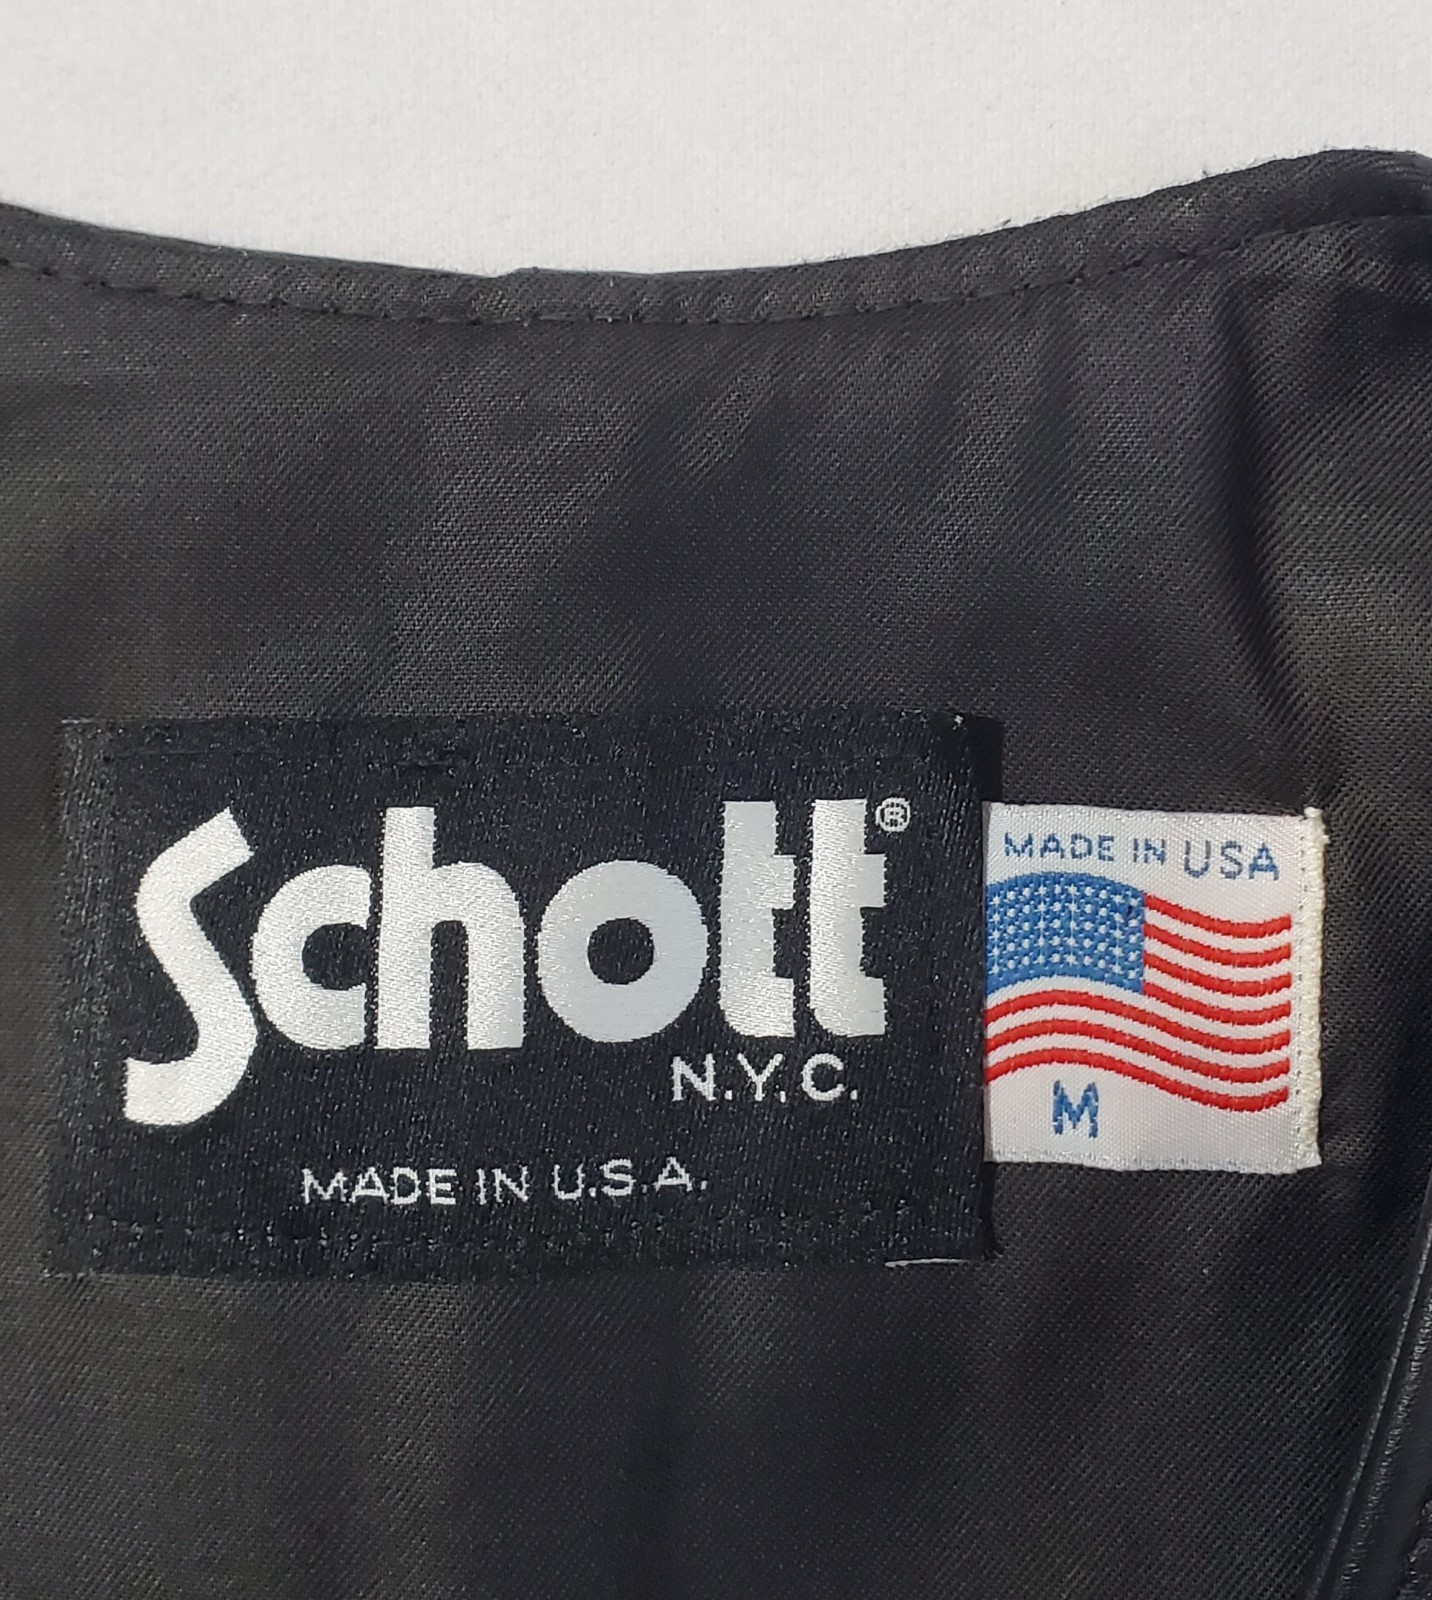 Schott®
N.Y.C.
MADE IN U.S.A.
MADE IN USA
M